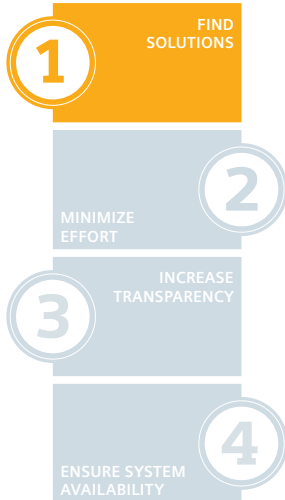 1
FIND
SOLUTIONS
2
MINIMIZE
EFFORT
3
INCREASE
TRANSPARENCY
4
ENSURE SYSTEM
AVAILABILITY